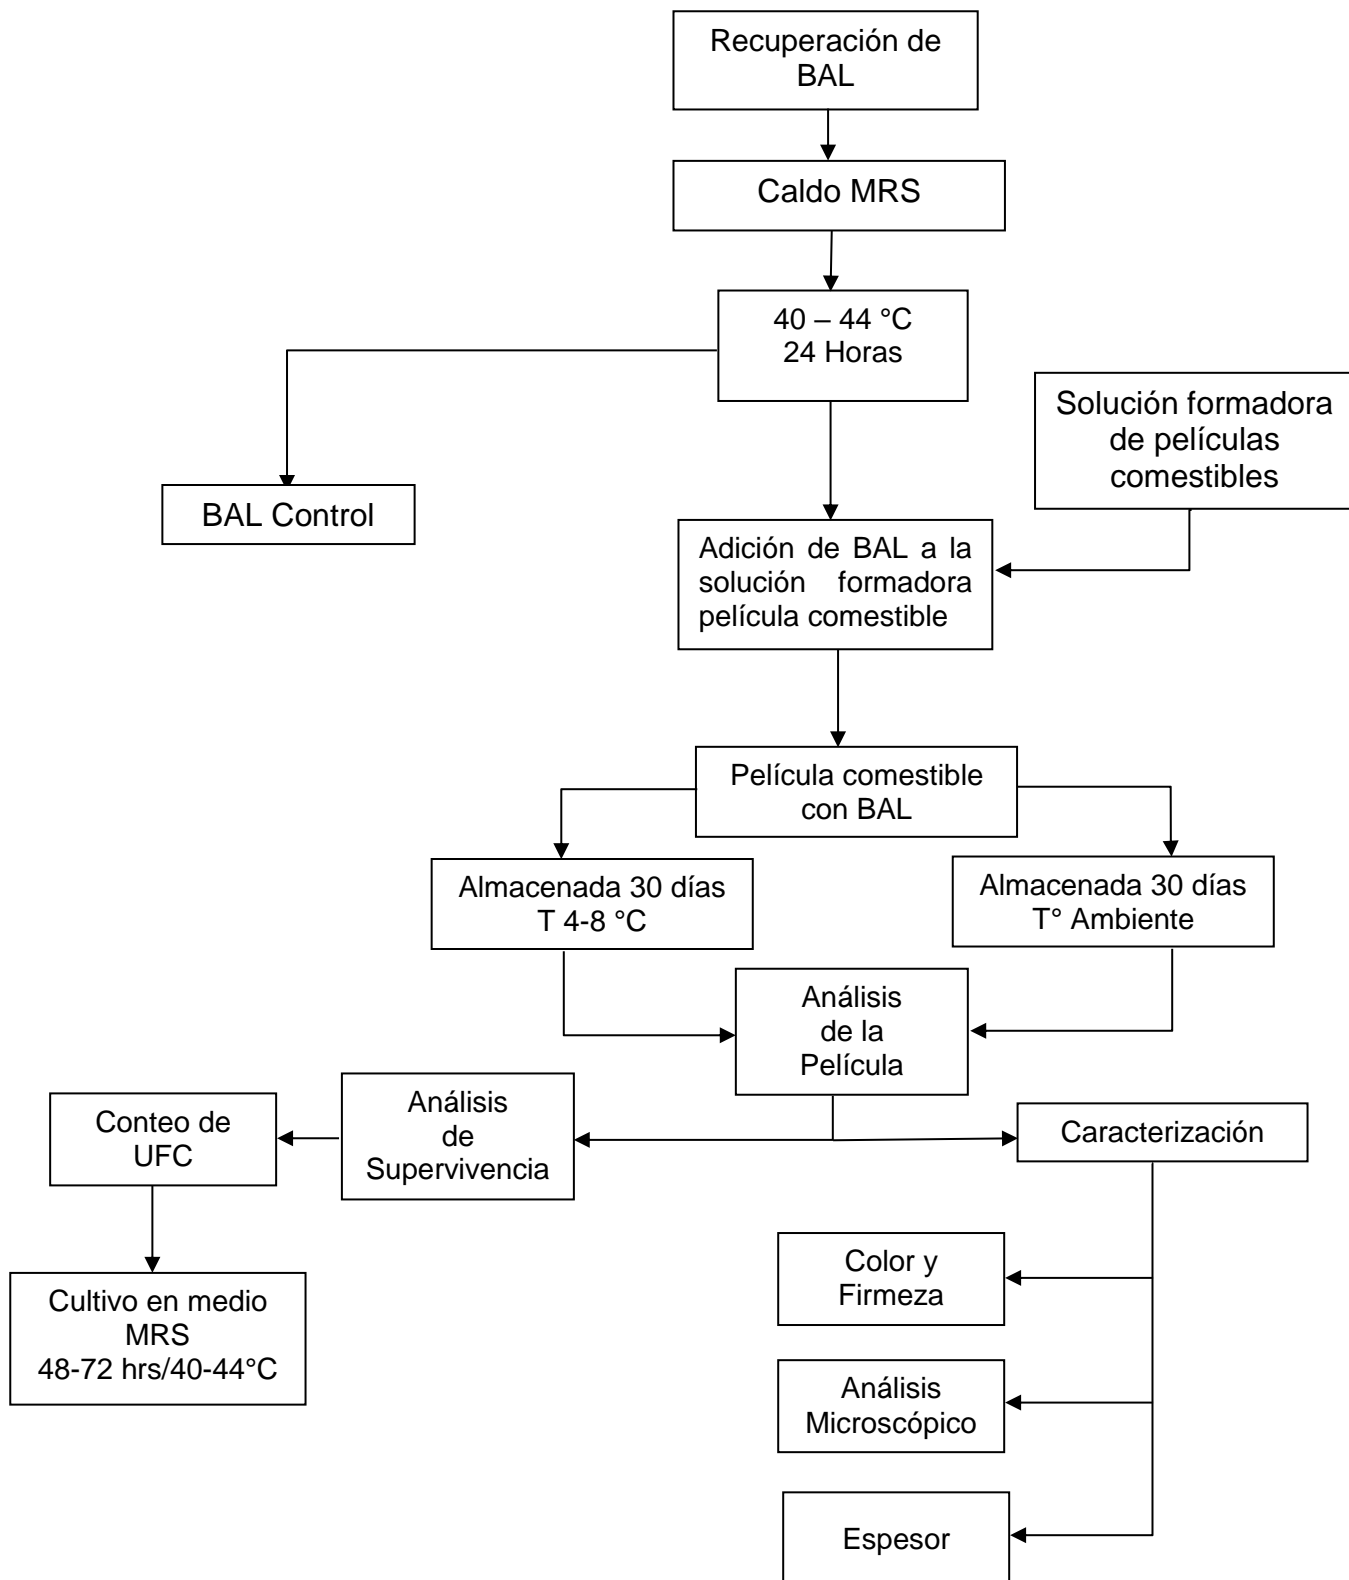 Recuperación de
BAL
Caldo MRS
40 – 44 °C
24 Horas
Solución formadora
de películas
comestibles
BAL Control
Adición de BAL a la
solución formadora
película comestible
Película comestible
con BAL
Almacenada 30 días
T 4-8 °C
Almacenada 30 días
T° Ambiente
Análisis
de la
Película
Análisis
de
Supervivencia
Conteo de
UFC
Caracterización
Cultivo en medio
MRS
48-72 hrs/40-44°C
Color y
Firmeza
Análisis
Microscópico
Espesor